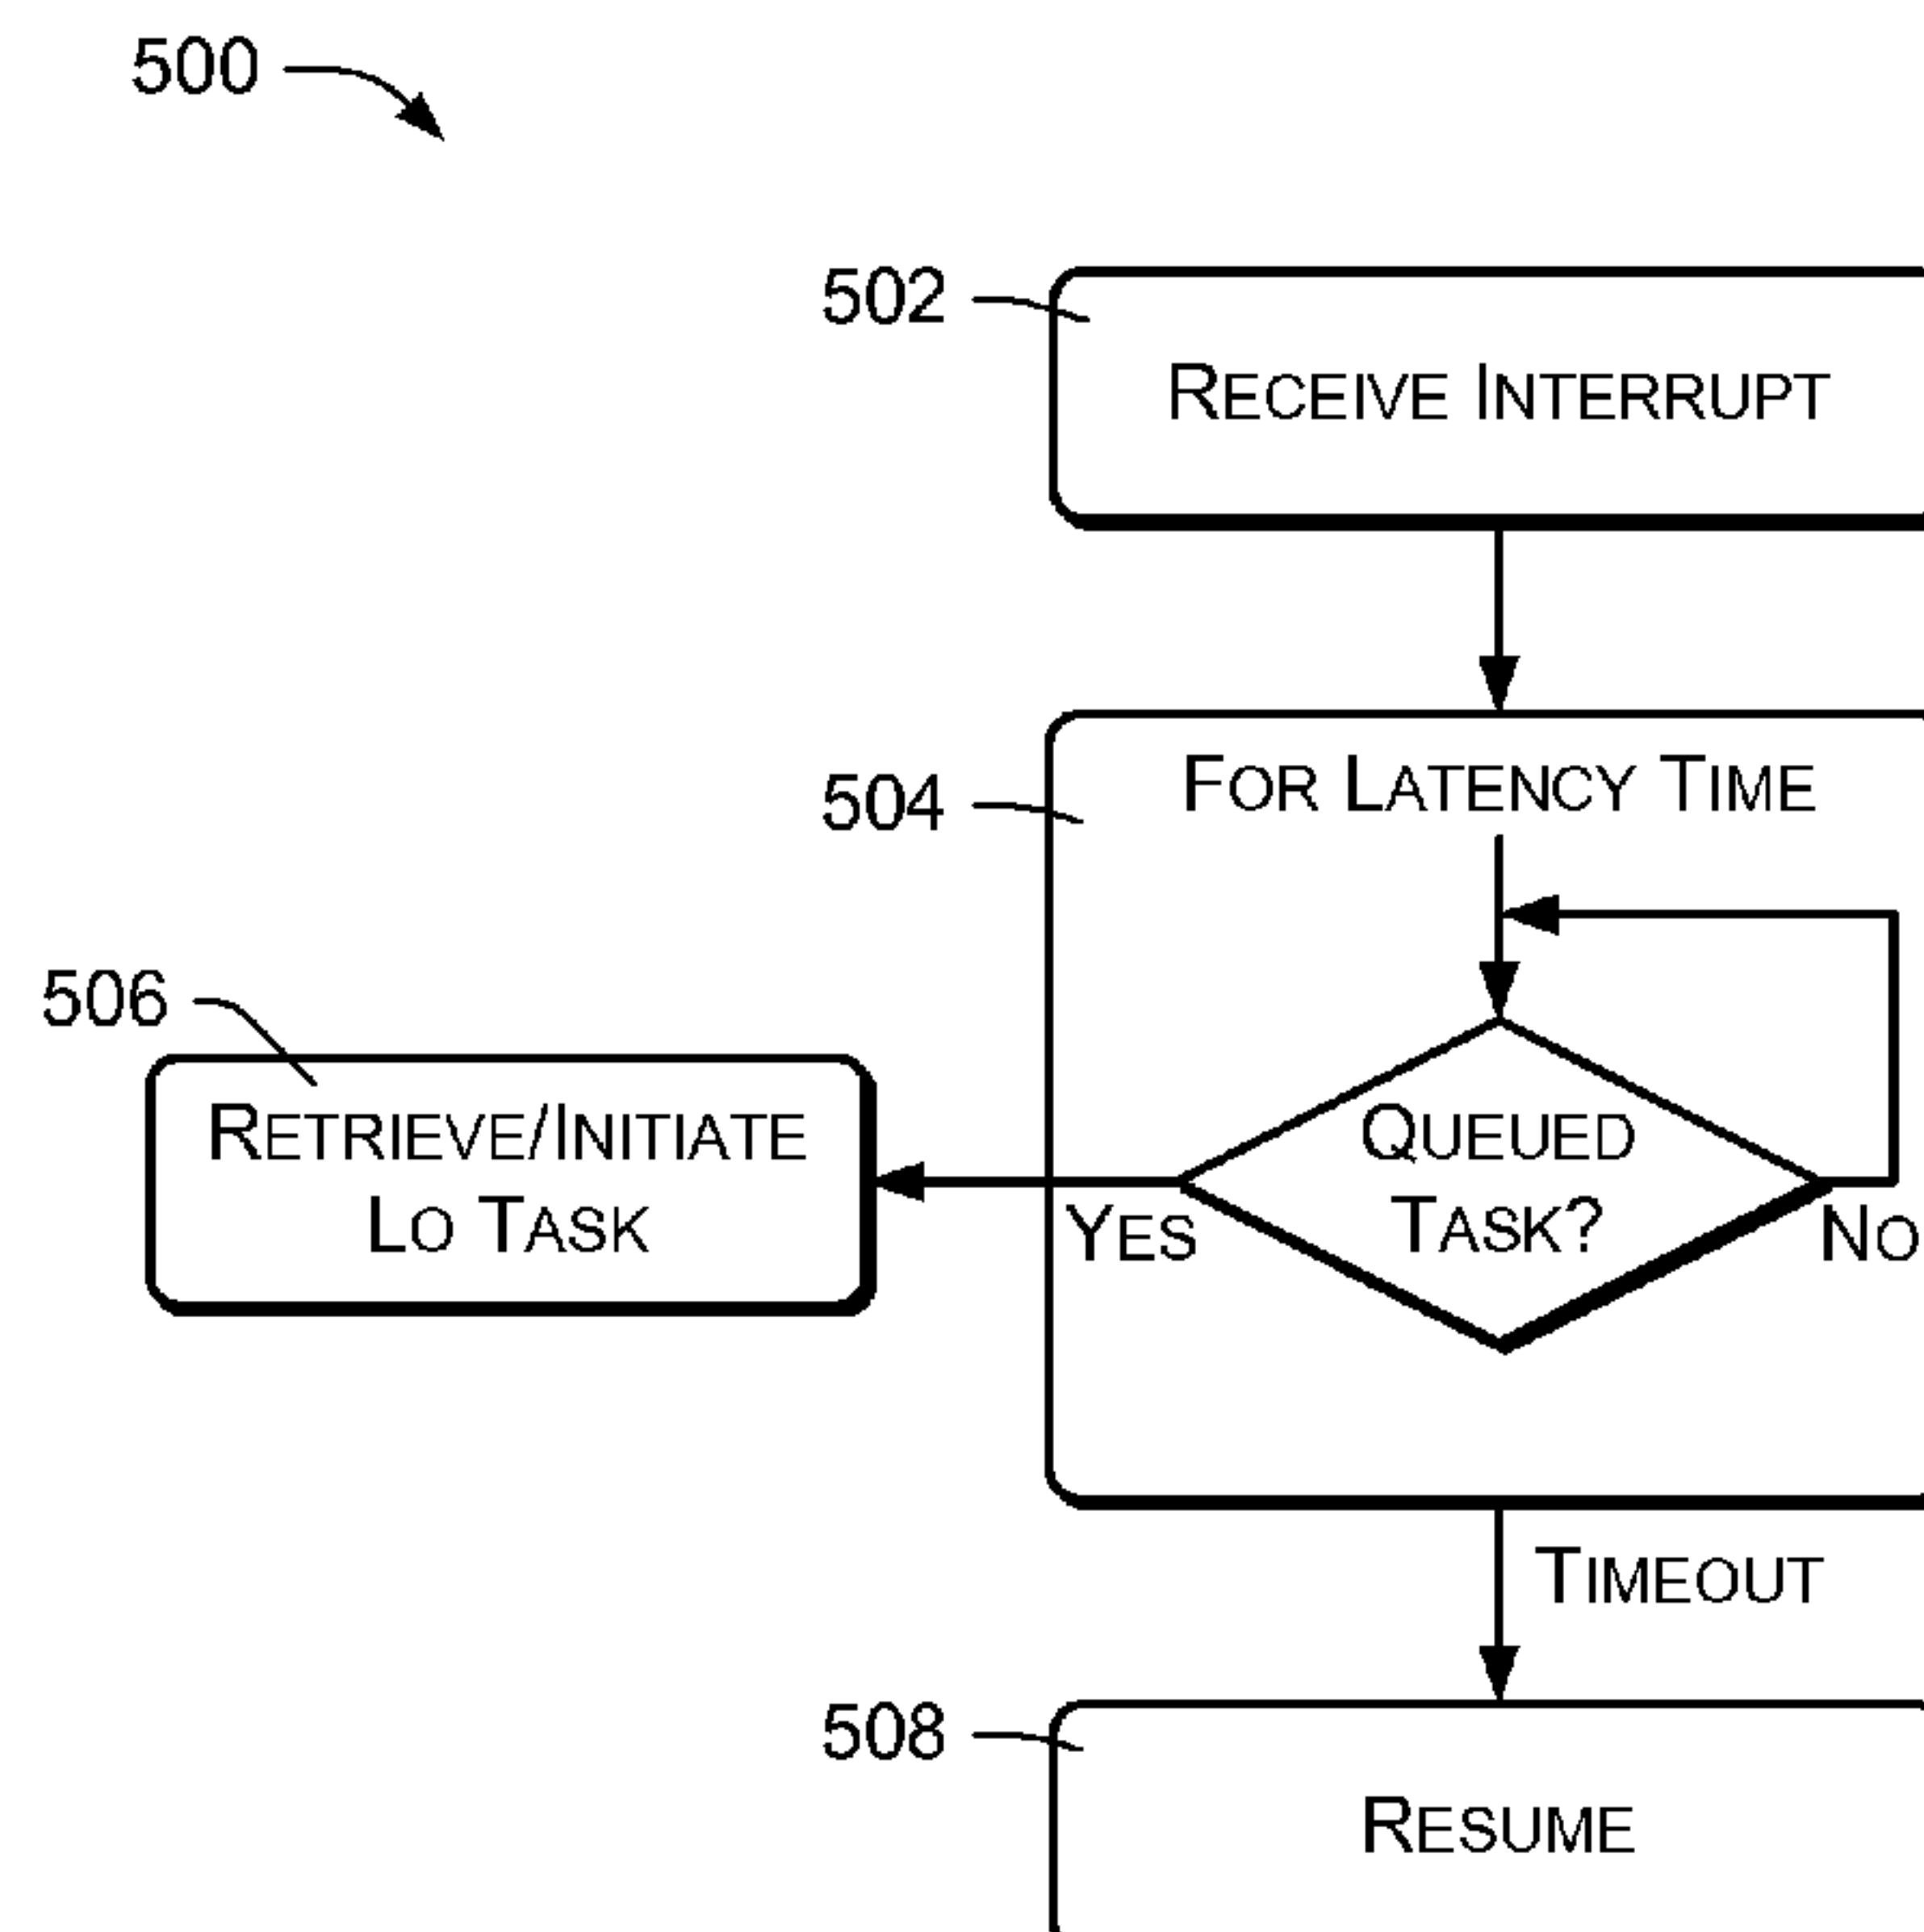 500
502
RECEIVE INTERRUPT
504
FOR LATENCY TIME
506
RETRIEVE/INITIATE
LO TASK
QUEUED
TASK?
YES
NO
TIMEOUT
508
RESUME